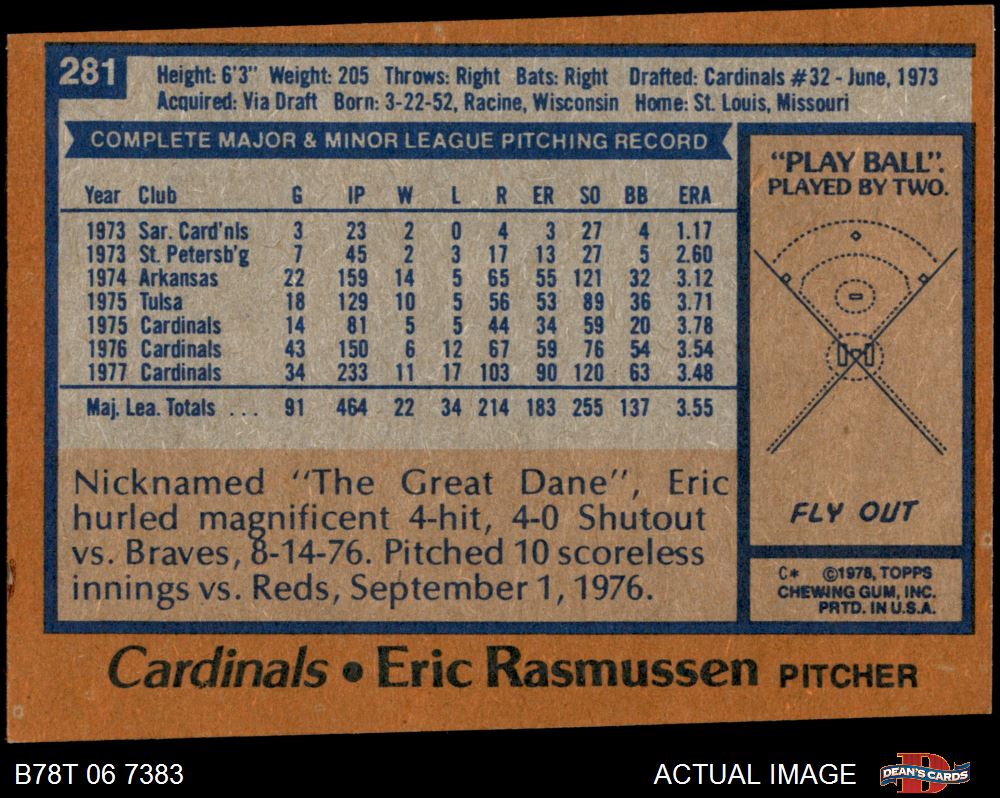 281
Height: 6'3" Weight: 205 Throws: Right Bats: Right Drafted: Cardinals #32 - June, 1973
Acquired: Via Draft Born: 3-22-52, Racine, Wisconsin Home: St. Louis, Missouri
COMPLETE MAJOR & MINOR LEAGUE PITCHING RECORD
Year Club G IP W L R ER SO BB ERA
1973 Sar. Card'nls 3 23 2 0 4 3 27 4 1.17
1973 St. Petersb'g 7 45 2 3 17 13 27 5 2.60
1974 Arkansas 22 159 14 5 65 55 121 32 3.12
1975 Tulsa 18 129 10 5 56 53 89 36 3.71
1975 Cardinals 14 81 5 5 44 34 59 20 3.78
1976 Cardinals 43 150 6 12 67 59 76 54 3.54
1977 Cardinals 34 233 11 17 103 90 120 63 3.48
Maj. Lea. Totals ... 91 464 22 34 214 183 255 137 3.55
Nicknamed "The Great Dane", Eric
hurled magnificent 4-hit, 4-0 Shutout
vs. Braves, 8-14-76. Pitched 10 scoreless
innings vs. Reds, September 1, 1976.
"PLAY BALL".
PLAYED BY TWO.
FLY OUT
C* ©1978, TOPPS
CHEWING GUM, INC.
PRTD. IN U.S.A.
Cardinals • Eric Rasmussen PITCHER
B78T 06 7383
ACTUAL IMAGE
DEAN'S CARDS